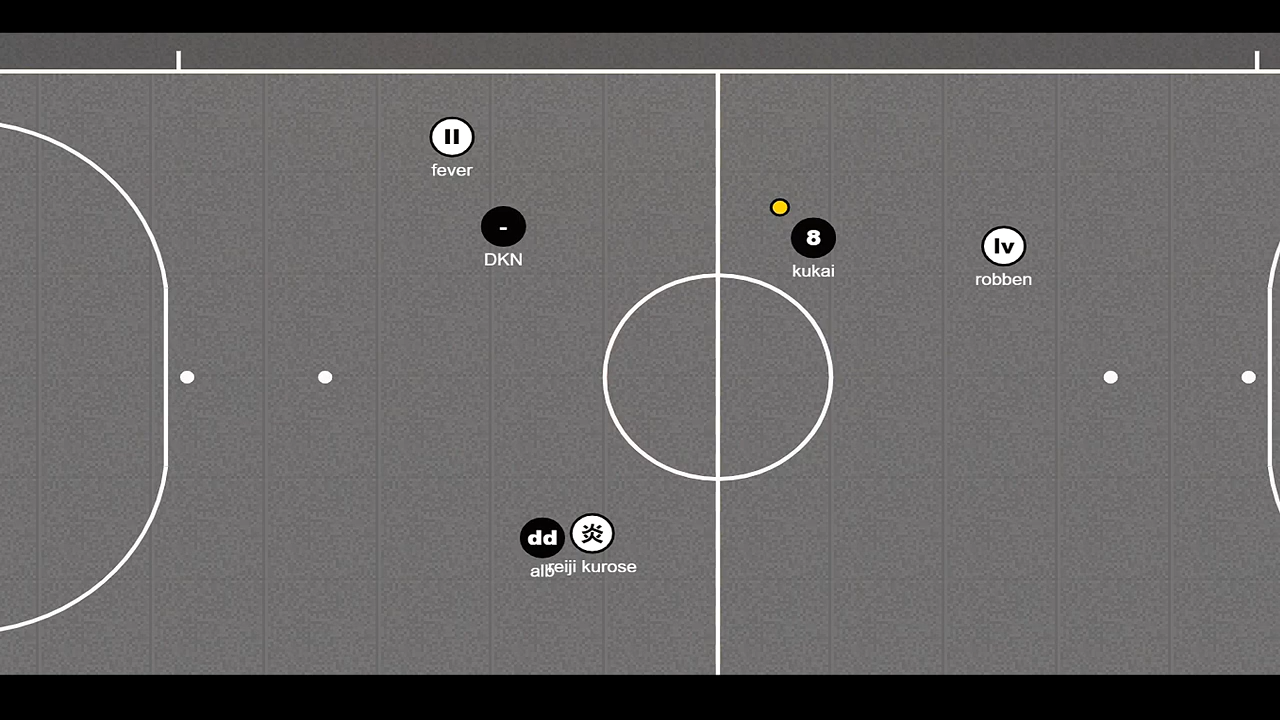 II
fever
-
DKN
8
kukai
lv
robben
dd
alb
炎
reiji kurose